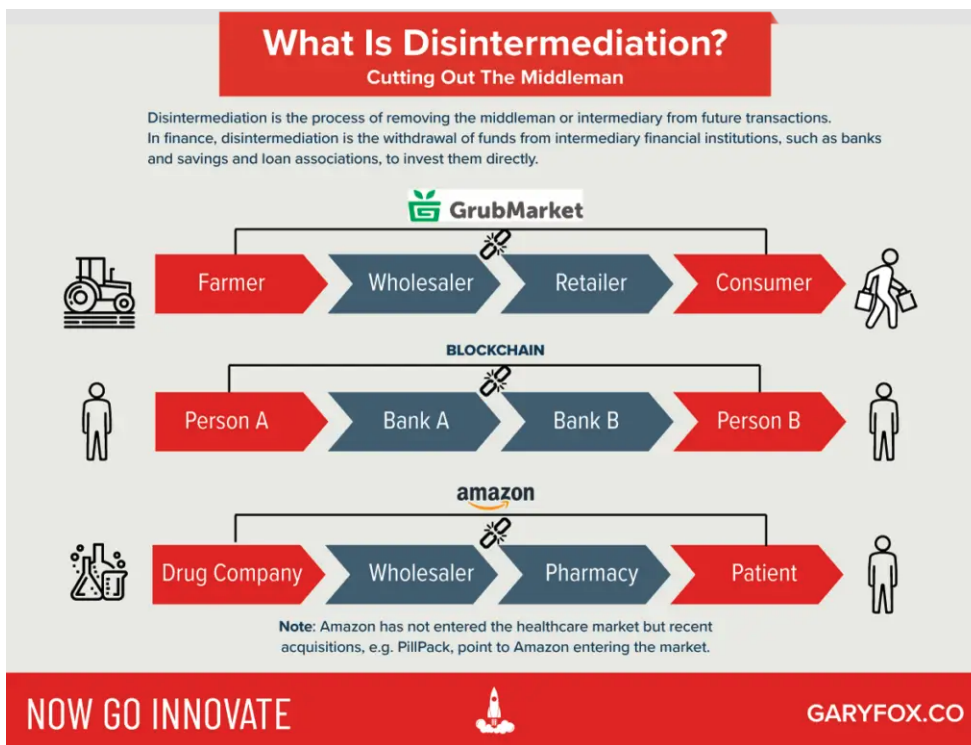 What Is Disintermediation?
Cutting Out The Middleman
Disintermediation is the process of removing the middleman or intermediary from future transactions.
In finance, disintermediation is the withdrawal of funds from intermediary financial institutions, such as banks
and savings and loan associations, to invest them directly.
GrubMarket
Farmer Wholesaler Retailer Consumer
BLOCKCHAIN
Person A Bank A Bank B Person B
amazon
Drug Company Wholesaler Pharmacy Patient
Note: Amazon has not entered the healthcare market but recent
acquisitions, e.g. PillPack, point to Amazon entering the market.
NOW GO INNOVATE GARYFOX.CO